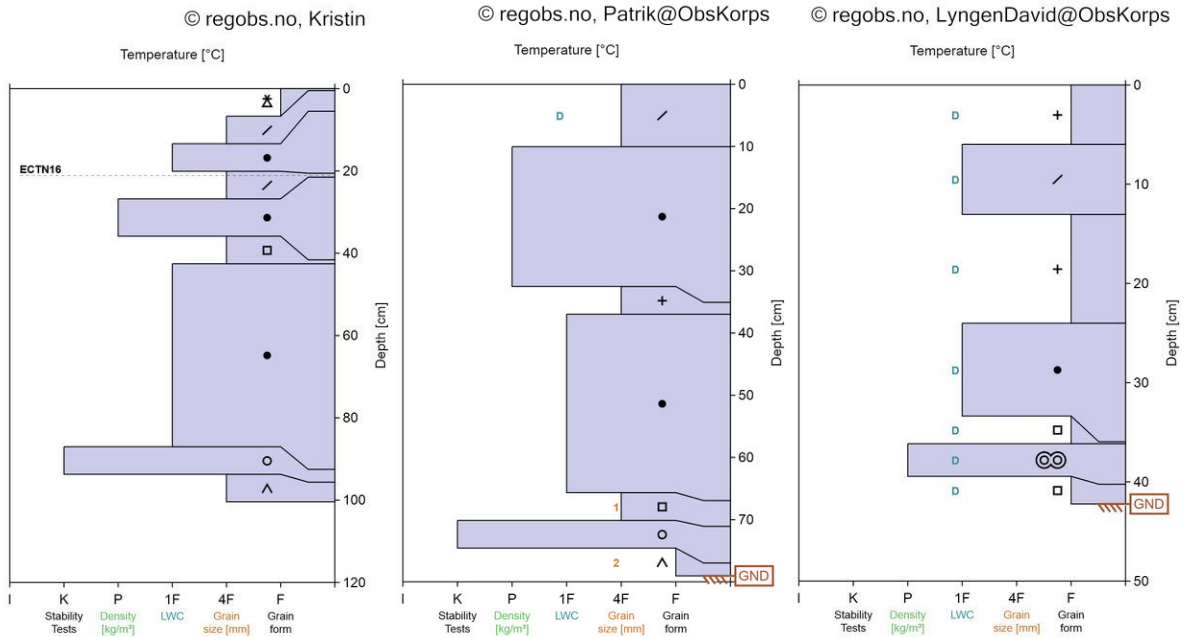 © regobs.no, Kristin
Temperature [°C]
ECTN16
0
20
40
60
80
100
120
Depth [cm]
I K P 1F 4F F
Stability Tests
Density [kg/m³]
LWC
Grain size [mm]
Grain form
© regobs.no, Patrik@ObsKorps
Temperature [°C]
D
1
2
0
10
20
30
40
50
60
70
80
GND
Depth [cm]
I K P 1F 4F F
Stability Tests
Density [kg/m³]
LWC
Grain size [mm]
Grain form
© regobs.no, LyngenDavid@ObsKorps
Temperature [°C]
D
D
D
D
D
D
D
0
10
20
30
40
50
GND
Depth [cm]
I K P 1F 4F F
Stability Tests
Density [kg/m³]
LWC
Grain size [mm]
Grain form